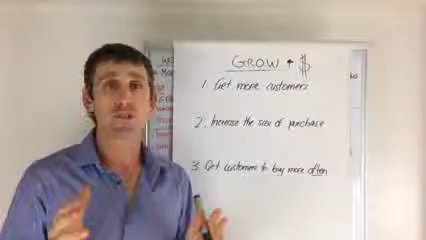 GROW ↑ $
1. Get more customers
2. Increase the size of purchase
3. Get customers to buy more often